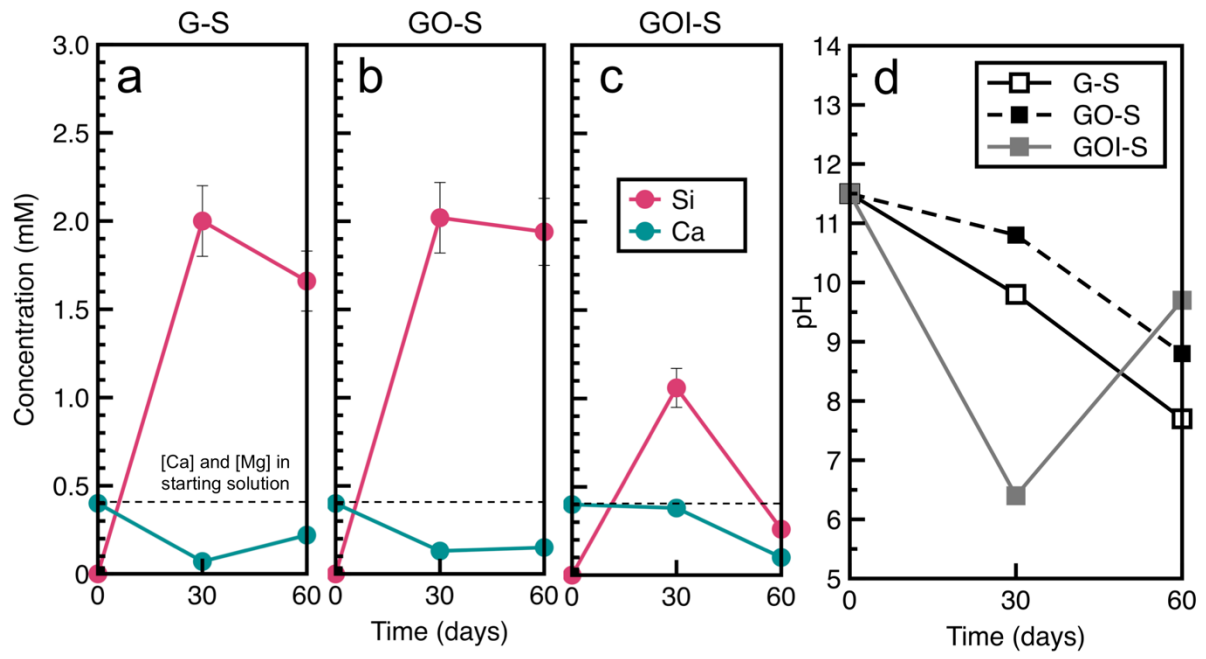 G-S
GO-S
GOI-S
a
b
c
d
3.0
2.5
2.0
1.5
1.0
0.5
0
Concentration (mM)
[Ca] and [Mg] in
starting solution
Si
Ca
0
30
60
0
30
60
0
30
60
Time (days)
14
13
12
11
10
9
8
7
6
5
pH
G-S
GO-S
GOI-S
0
30
60
Time (days)